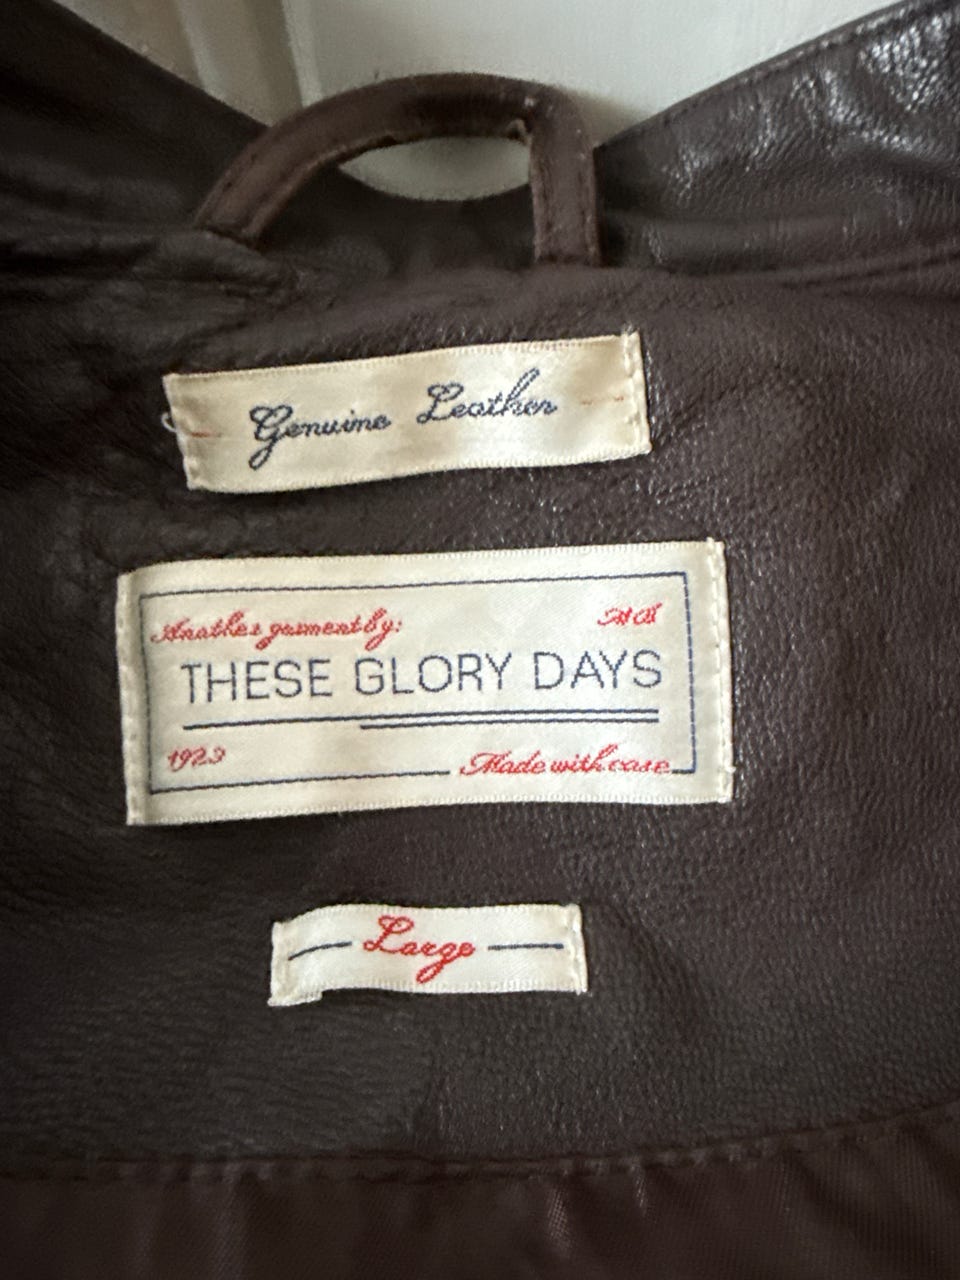 Genuine Leather
Another garment by:
THESE GLORY DAYS
1923
Made with care
Large